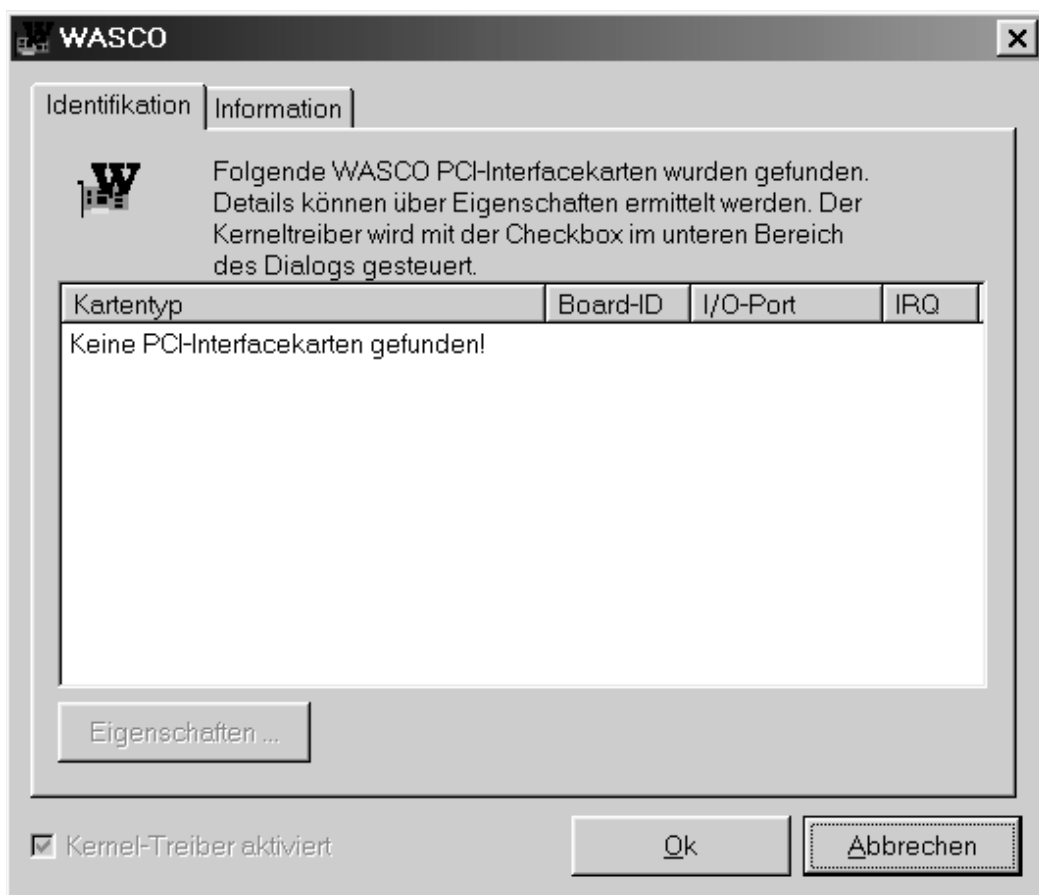 WASCO
Identifikation
Information
W
Folgende WASCO PCI-Interfacekarten wurden gefunden.
Details können über Eigenschaften ermittelt werden. Der
Kerneltreiber wird mit der Checkbox im unteren Bereich
des Dialogs gesteuert.
Kartentyp Board-ID I/O-Port IRQ
Keine PCI-Interfacekarten gefunden!
Eigenschaften ...
Kernel-Treiber aktiviert
Ok
Abbrechen